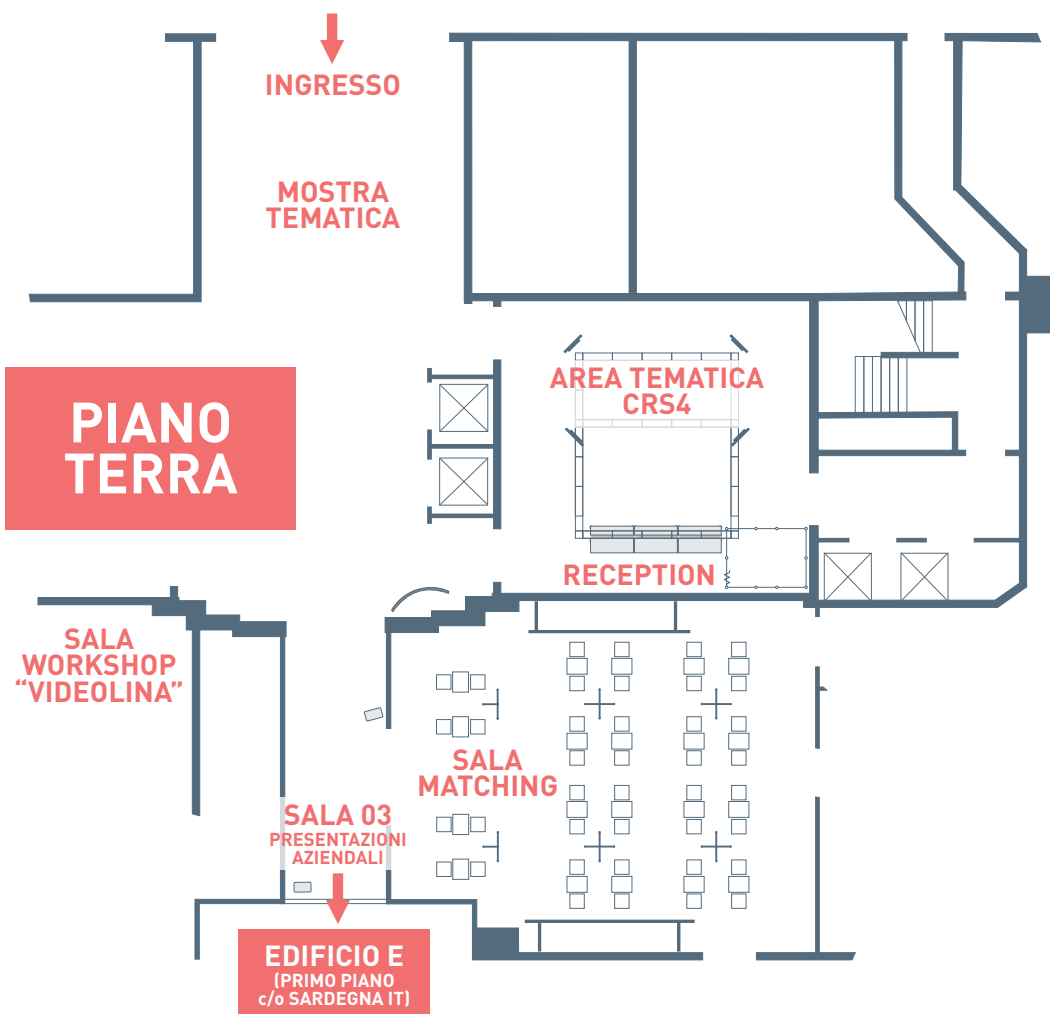 INGRESSO
MOSTRA
TEMATICA
PIANO
TERRA
AREA TEMATICA
CRS4
RECEPTION
SALA
WORKSHOP
“VIDEOLINA”
SALA
MATCHING
SALA 03
PRESENTAZIONI
AZIENDALI
EDIFICIO E
(PRIMO PIANO
c/o SARDEGNA IT)